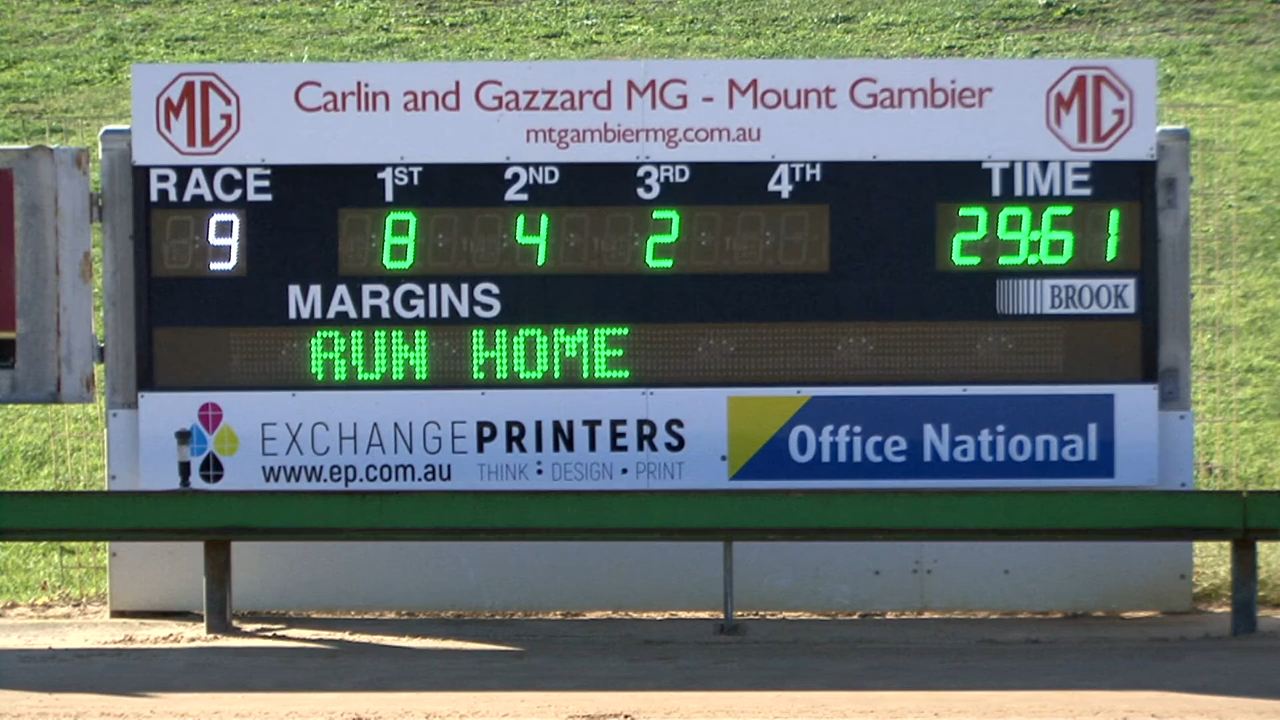 MG Carlin and Gazzard MG - Mount Gambier MG
mtgambiermg.com.au
RACE 1ST 2ND 3RD 4TH TIME
9 8 4 2 29:61
MARGINS BROOK
RUN HOME
EXCHANGEPRINTERS Office National
www.ep.com.au THINK : DESIGN • PRINT